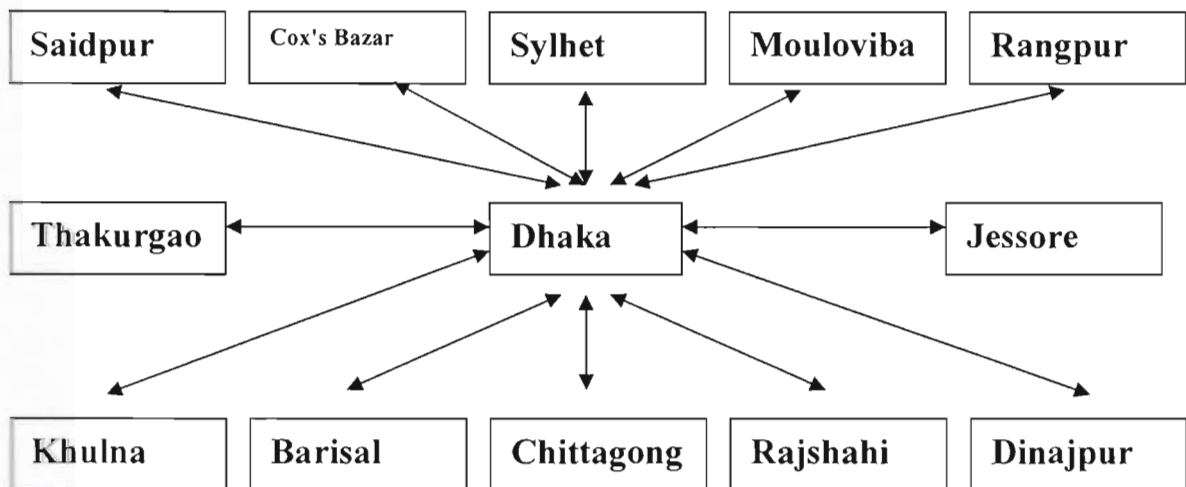 Saidpur
Cox's Bazar
Sylhet
Mouloviba
Rangpur
Thakurgao
Dhaka
Jessore
Khulna
Barisal
Chittagong
Rajshahi
Dinajpur